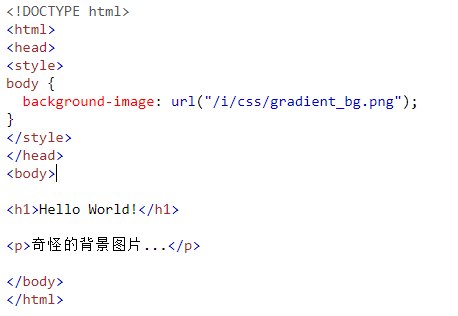 <!DOCTYPE html>
<html>
<head>
<style>
body {
  background-image: url("/i/css/gradient_bg.png");
}
</style>
</head>
<body>
<h1>Hello World!</h1>
<p>奇怪的背景图片...</p>
</body>
</html>